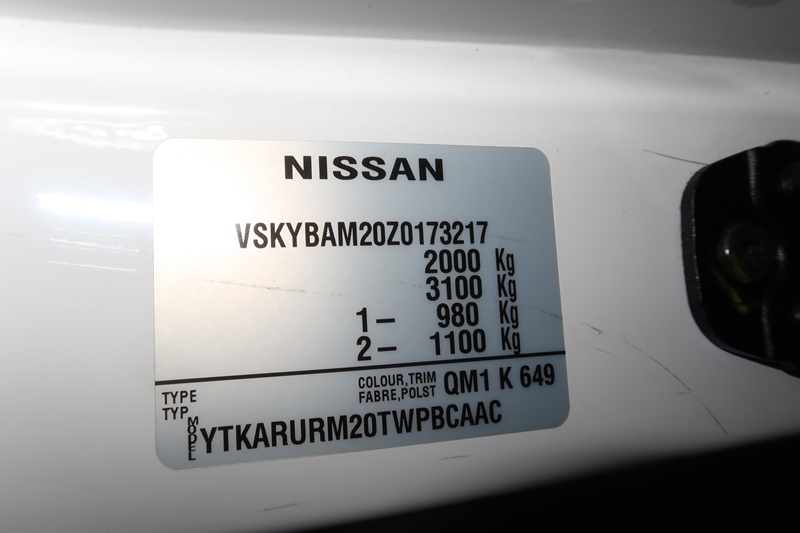 NISSAN
VSKYBAM20Z0173217
2000 Kg
3100 Kg
1 – 980 Kg
2 – 1100 Kg
TYPE
TYP
COLOUR,TRIM
FABRE,POLST
QM1 K 649
MODEL
YTKARURM20TWPBCAAC